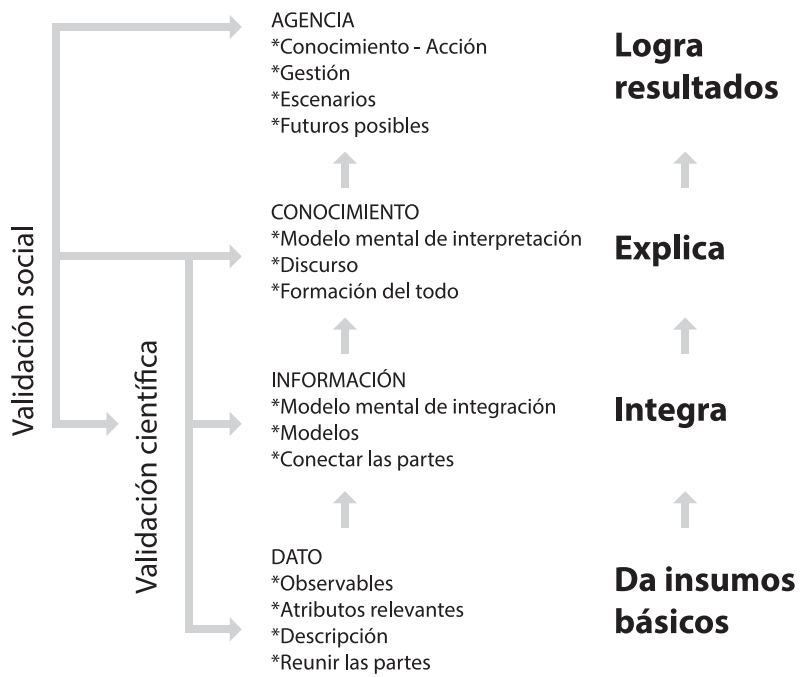 AGENCIA
*Conocimiento - Acción
*Gestión
*Escenarios
*Futuros posibles
Logra
resultados
CONOCIMIENTO
*Modelo mental de interpretación
*Discurso
*Formación del todo
Explica
INFORMACIÓN
*Modelo mental de integración
*Modelos
*Conectar las partes
Integra
DATO
*Observables
*Atributos relevantes
*Descripción
*Reunir las partes
Da insumos
básicos
Validación social
Validación científica